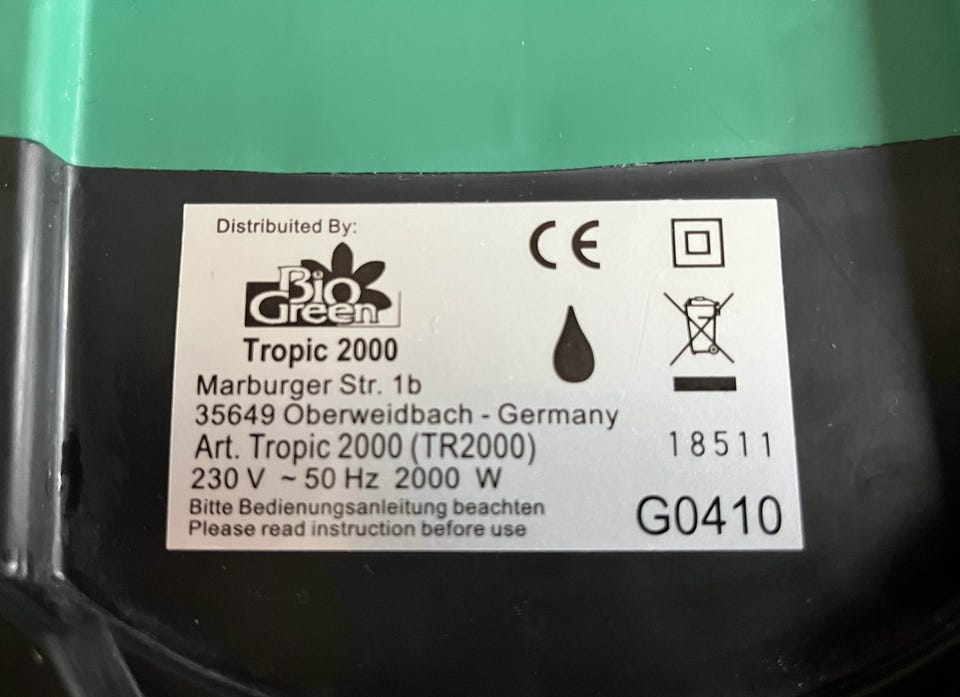 Distribuited By:
Bio
Green
Tropic 2000
Marburger Str. 1b
35649 Oberweidbach - Germany
Art. Tropic 2000 (TR2000)
230 V ~ 50 Hz 2000 W
Bitte Bedienungsanleitung beachten
Please read instruction before use
CE
18511
G0410